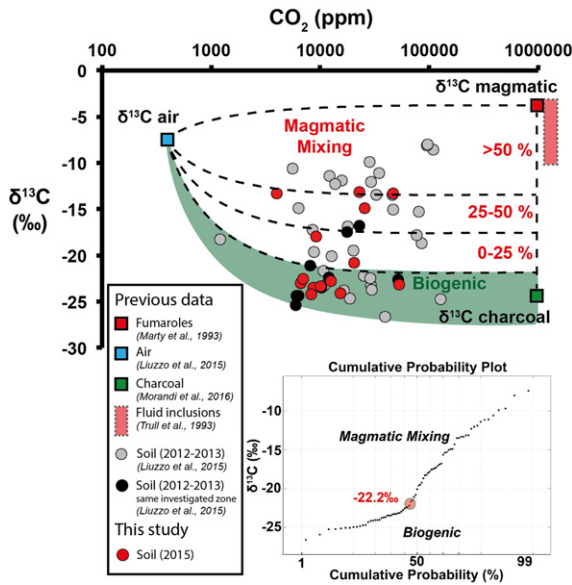 CO2 (ppm)
100 1000 10000 100000 1000000
0
-5
-10
-15
-20
-25
-30
δ13C
(‰)
δ13C magmatic
δ13C air
Magmatic
Mixing
>50 %
25-50 %
0-25 %
Biogenic
δ13C charcoal
Previous data
Fumaroles
(Marty et al., 1993)
Air
(Liuzzo et al., 2015)
Charcoal
(Morandi et al., 2016)
Fluid inclusions
(Trull et al., 1993)
Soil (2012-2013)
(Liuzzo et al., 2015)
Soil (2012-2013)
same investigated zone
(Liuzzo et al., 2015)
This study
Soil (2015)
Cumulative Probability Plot
-10
-15
-20
-25
δ13C (‰)
Magmatic Mixing
-22.2‰
Biogenic
1 50 99
Cumulative Probability (%)